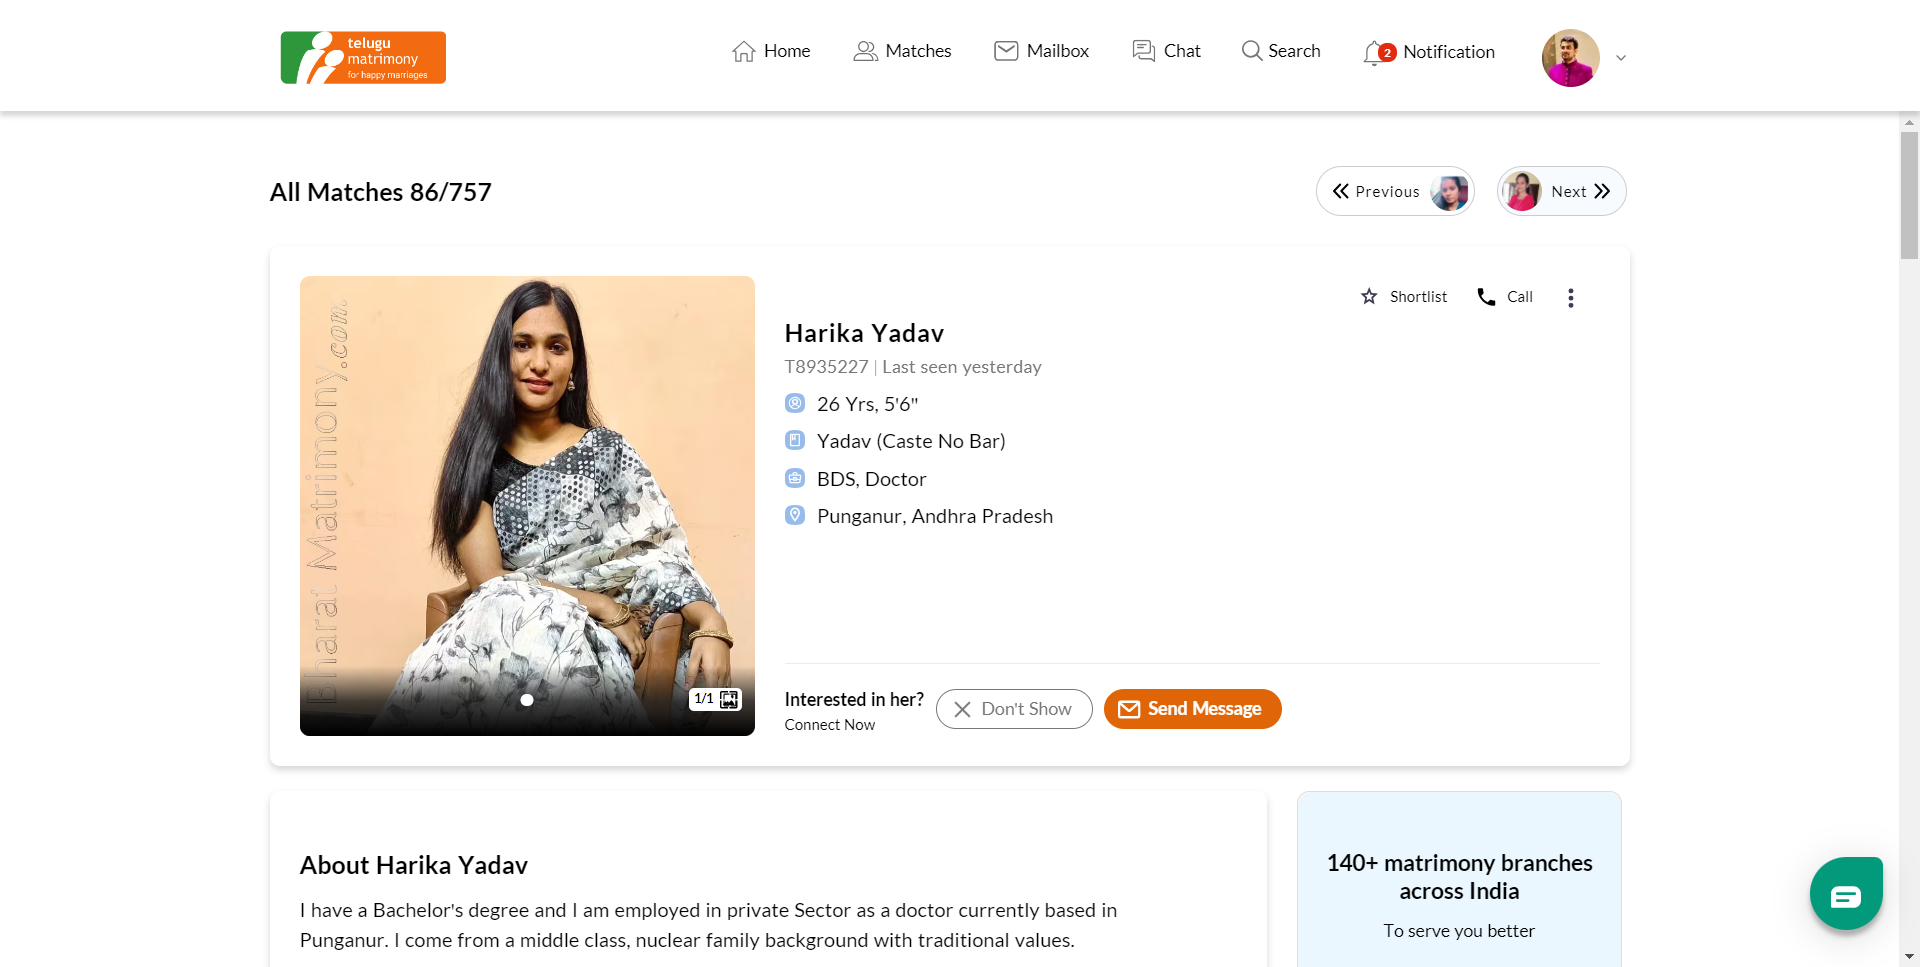 telugu
matrimony
for happy marriages
Home
Matches
Mailbox
Chat
Search
2
Notification
All Matches 86/757
Previous
Next
Bharat Matrimony.com
Shortlist
Call
Harika Yadav
T8935227 | Last seen yesterday
26 Yrs, 5'6"
Yadav (Caste No Bar)
BDS, Doctor
Punganur, Andhra Pradesh
1/1
Interested in her?
Connect Now
Don't Show
Send Message
About Harika Yadav
I have a Bachelor's degree and I am employed in private Sector as a doctor currently based in
Punganur. I come from a middle class, nuclear family background with traditional values.
140+ matrimony branches
across India
To serve you better